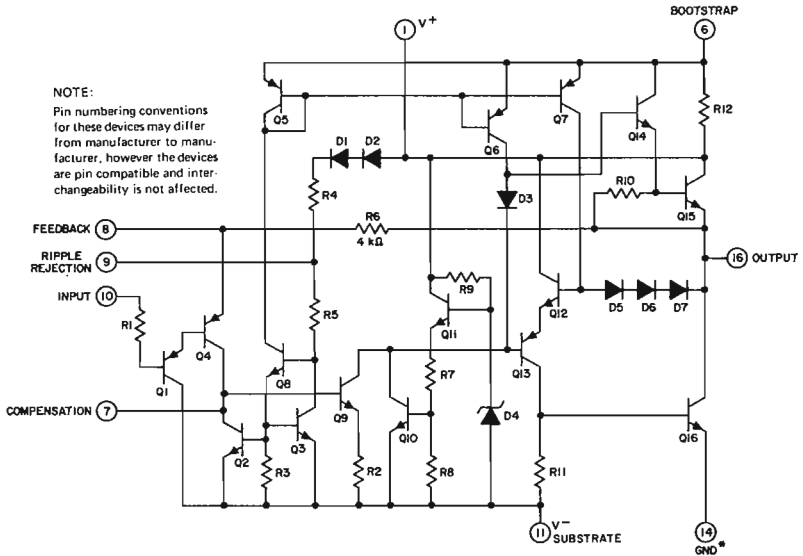 BOOTSTRAP
1 V+
6
NOTE:
Pin numbering conventions
for these devices may differ
from manufacturer to manu-
facturer, however the devices
are pin compatible and inter-
changeability is not affected.
Q5
Q6
Q7
Q14
R12
D1 D2
R4
D3
R10
Q15
FEEDBACK 8
R6
4 kΩ
RIPPLE
REJECTION 9
16 OUTPUT
INPUT 10
R9
Q12
D5 D6 D7
R1
R5
Q11
Q4
Q13
Q1
Q8
R7
D4
COMPENSATION 7
Q9
Q10
Q16
Q2
R3
Q3
R2
R8
R11
11 V−
SUBSTRATE
14
GND*